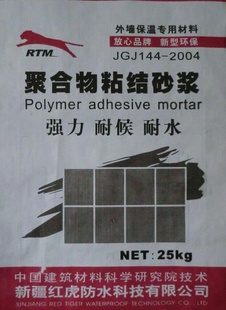 外墙保温专用材料
放心品牌 新型环保
RTM
JGJ144-2004
聚合物粘结砂浆
Polymer adhesive mortar
强力 耐候 耐水
NET:25kg
中国建筑材料科学研究院技术
新疆红虎防水科技有限公司
XINJIANG RED TIGER WATERPROOF TECHNOLOGY CO., LTD